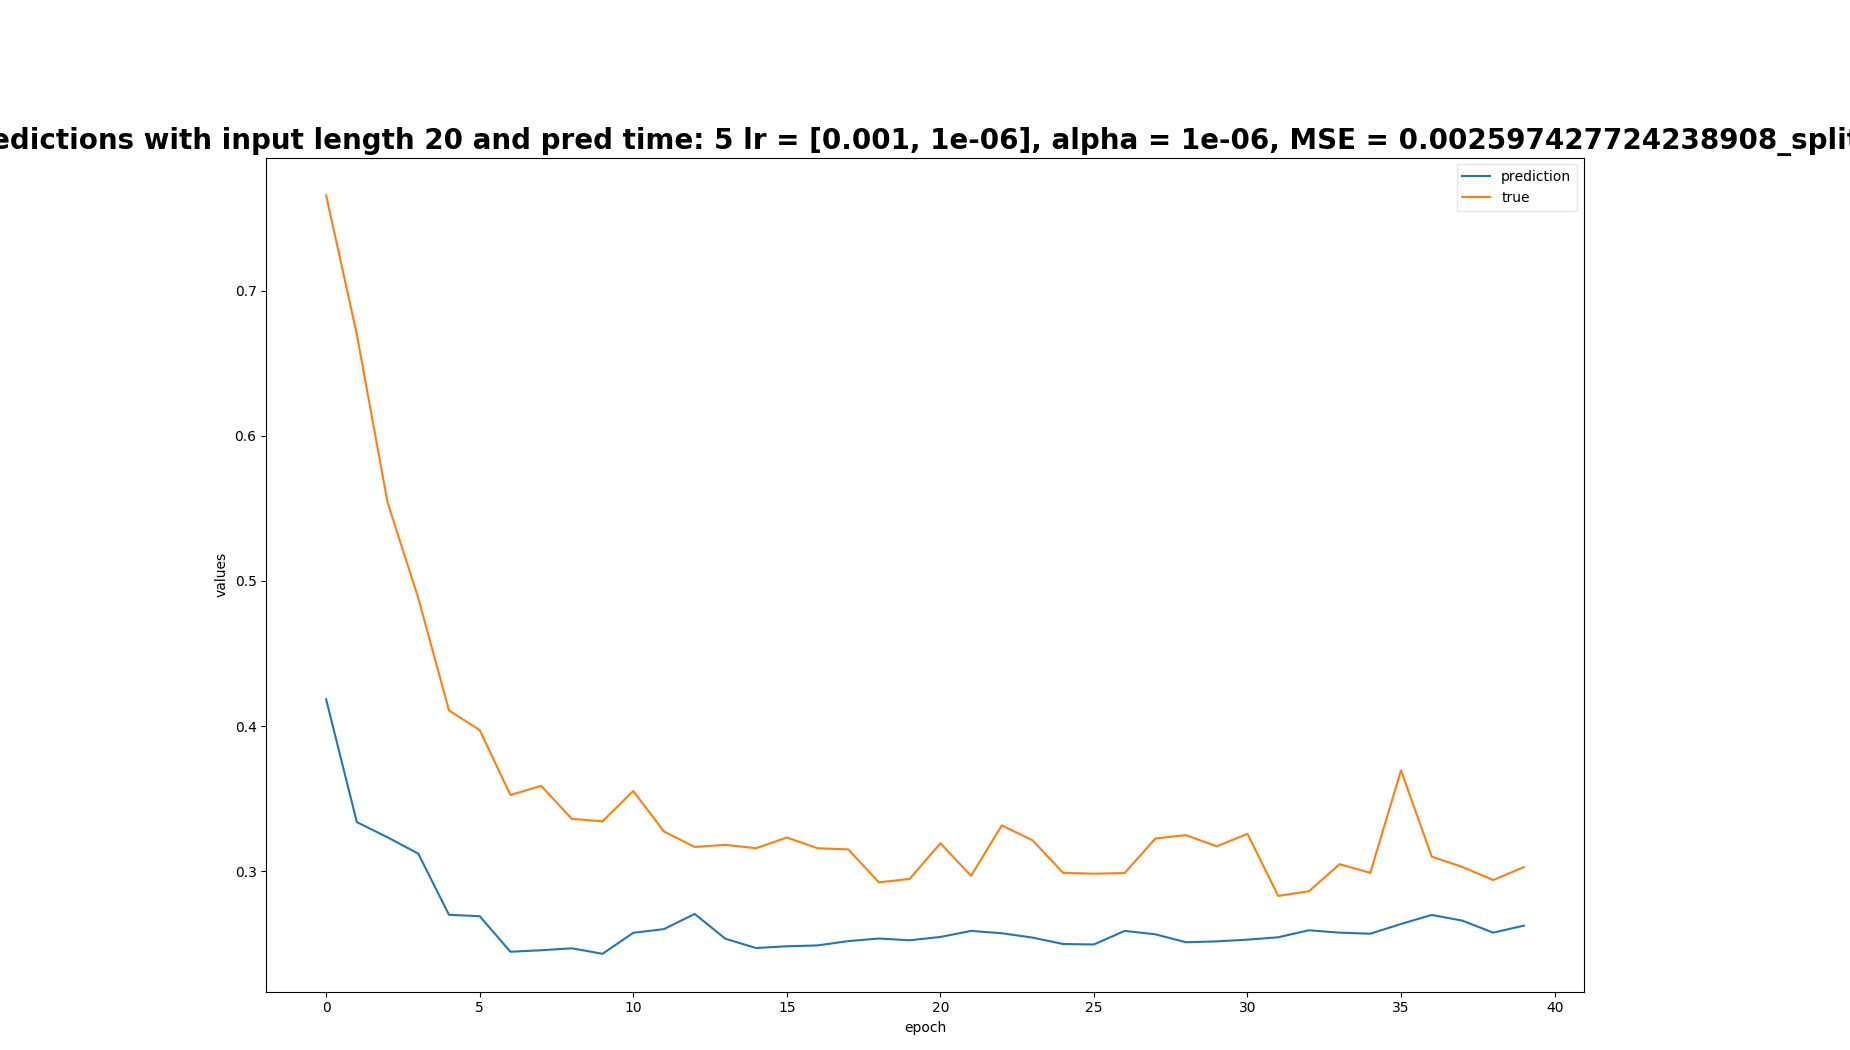 edictions with input length 20 and pred time: 5 lr = [0.001, 1e-06], alpha = 1e-06, MSE = 0.002597427724238908_split
prediction
true
0.7
0.6
0.5
0.4
0.3
values
0 5 10 15 20 25 30 35 40
epoch